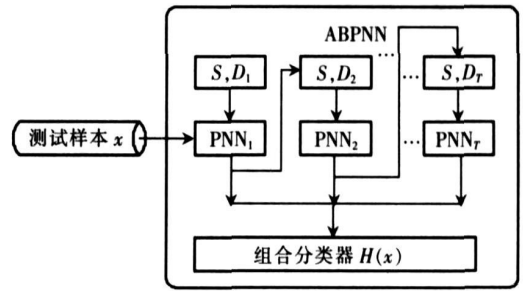 ABPNN
S,D₁
S,D₂
…
…
S,D_T
测试样本 x
PNN₁
PNN₂
…
PNN_T
组合分类器 H(x)